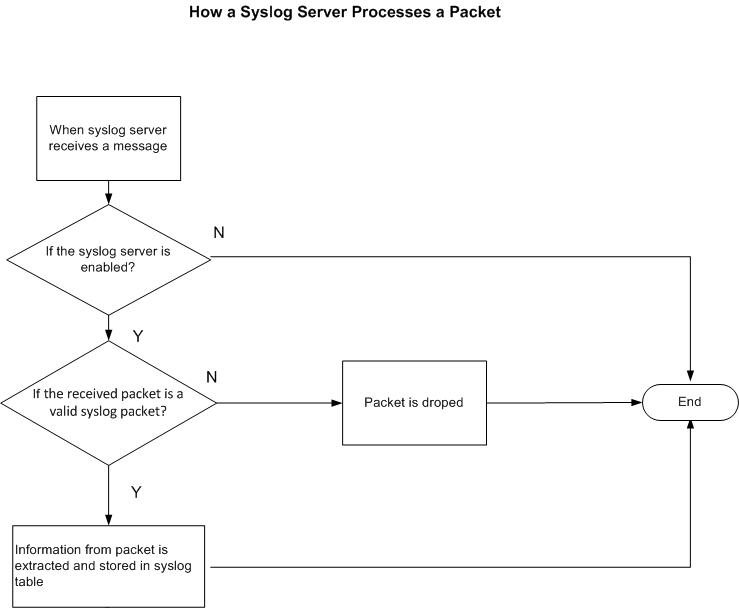 How a Syslog Server Processes a Packet
When syslog server
receives a message
N
If the syslog server is
enabled?
Y
N
If the received packet is a
valid syslog packet?
Packet is droped
End
Y
Information from packet is
extracted and stored in syslog
table